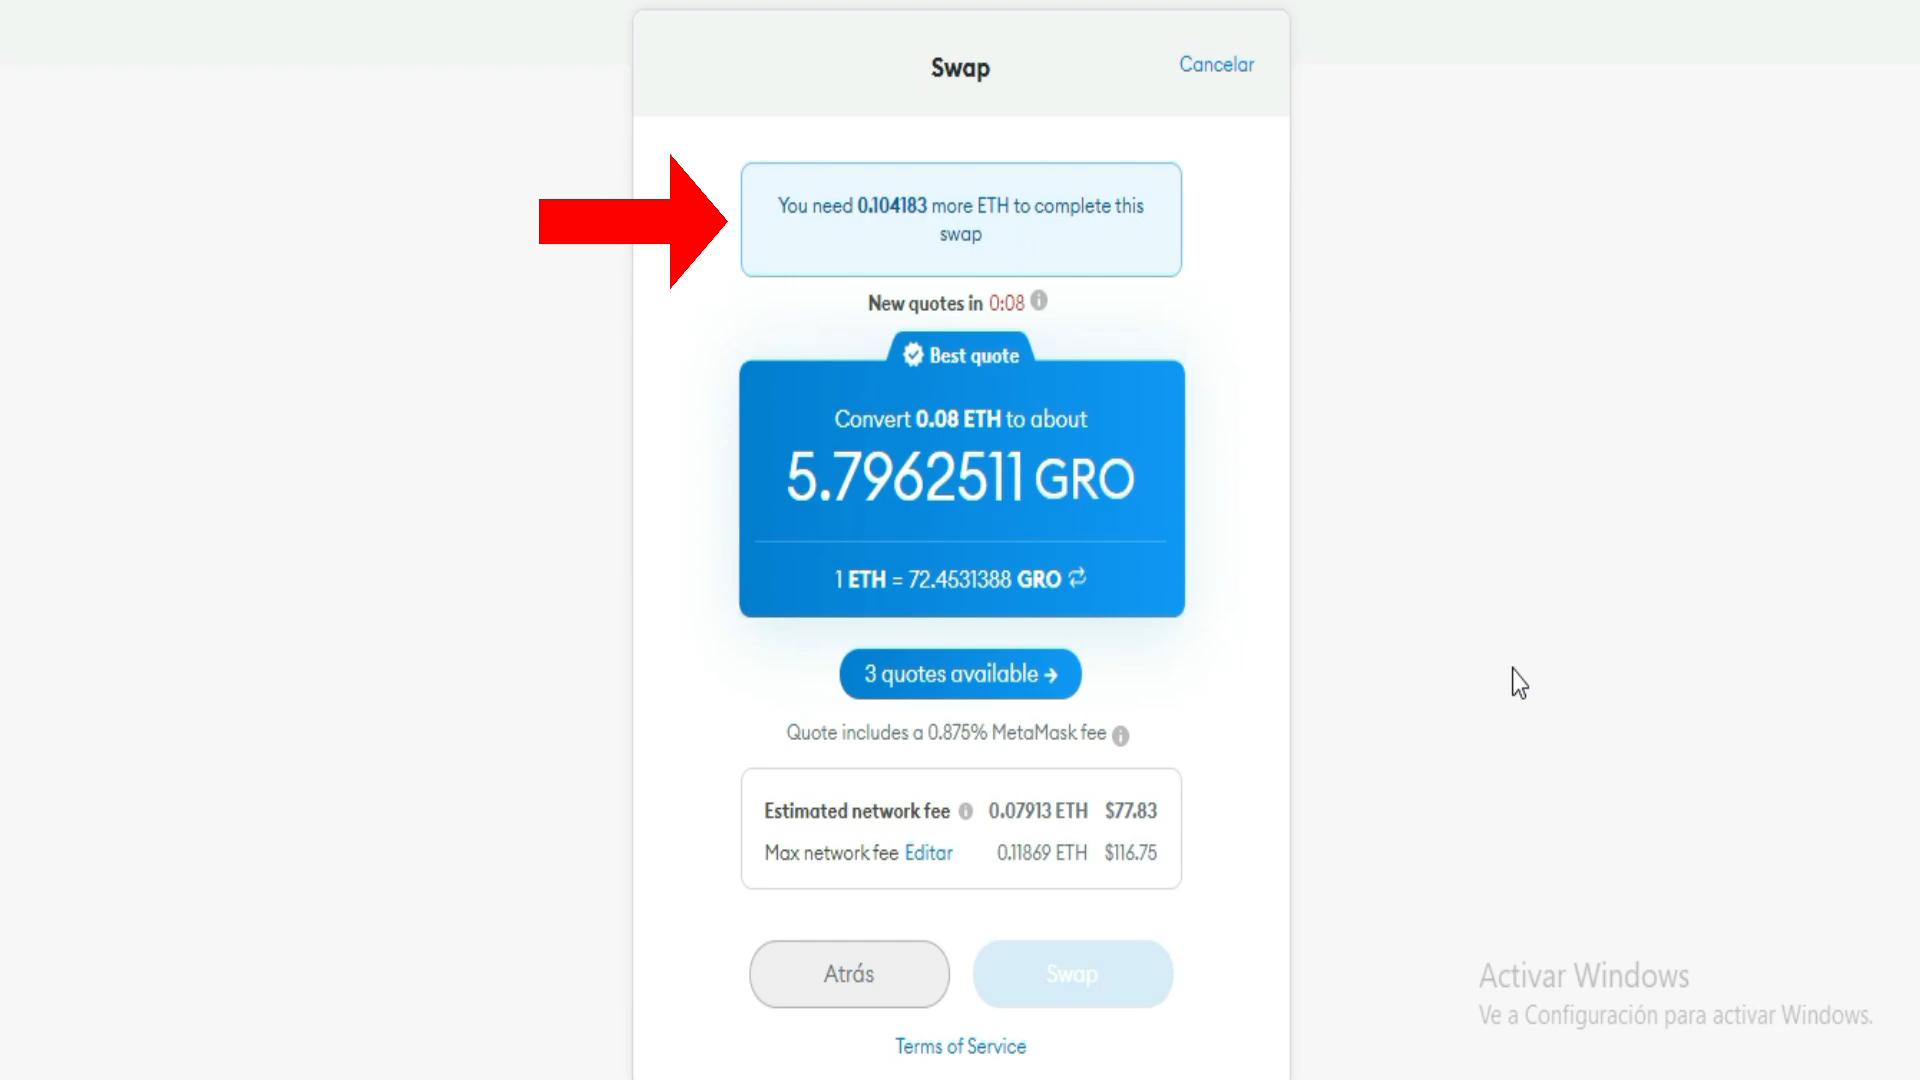 Swap
Cancelar
You need 0.104183 more ETH to complete this
swap
New quotes in 0:08
Best quote
Convert 0.08 ETH to about
5.7962511 GRO
1 ETH = 72.4531388 GRO
3 quotes available
Quote includes a 0.875% MetaMask fee
Estimated network fee 0.07913 ETH $77.83
Max network fee Editar 0.11869 ETH $116.75
Atrás
Swap
Terms of Service
Activar Windows
Ve a Configuración para activar Windows.